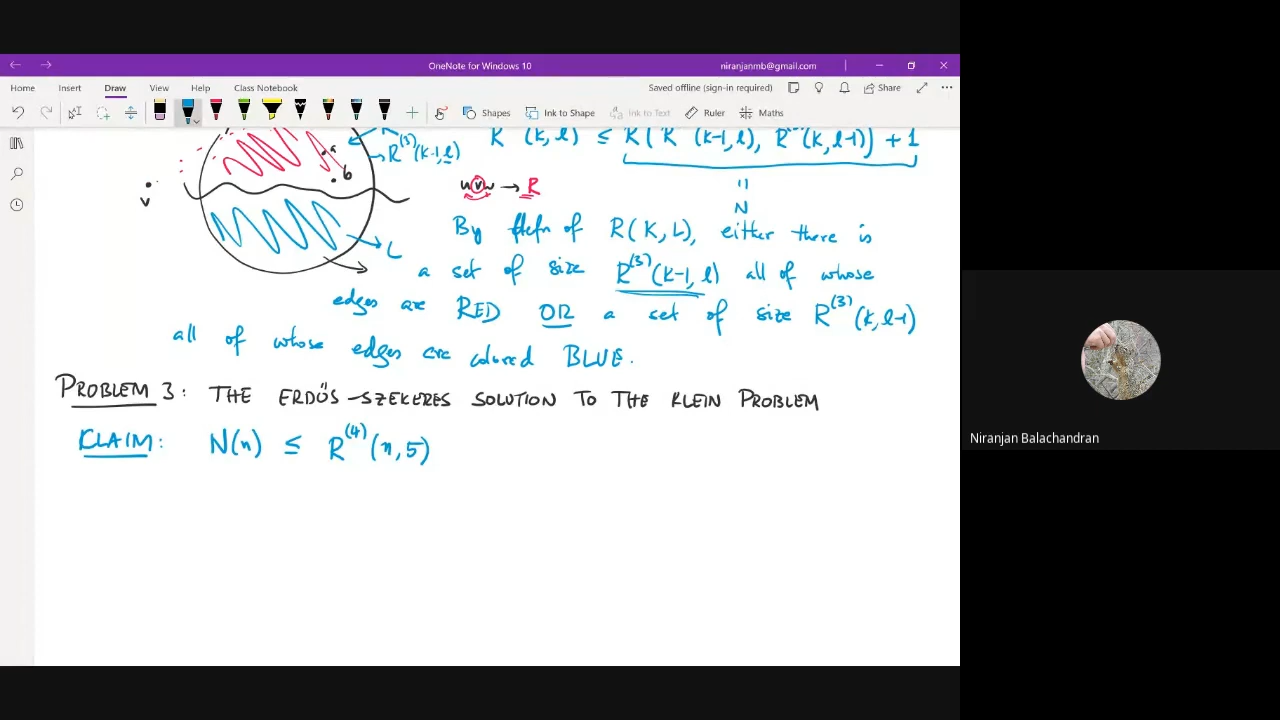 OneNote for Windows 10
niranjanmb@gmail.com
Home Insert Draw View Help Class Notebook
Saved offline (sign-in required)
Share
Shapes Ink to Shape Ink to Text Ruler Maths
R (k, l) ≤ R( R (k-1, l), R (k, l-1)) + 1
a
R^(3)(k-1, l)
b
v
uvw → R
N
By defn of R(K, L), either there is
L
a set of size R^(3)(k-1, l) all of whose
edges are RED OR a set of size R^(3)(k, l-1)
all of whose edges are colored BLUE.
PROBLEM 3: THE ERDŐS-SZEKERES SOLUTION TO THE KLEIN PROBLEM
CLAIM: N(n) ≤ R^(4)(n, 5)
Niranjan Balachandran